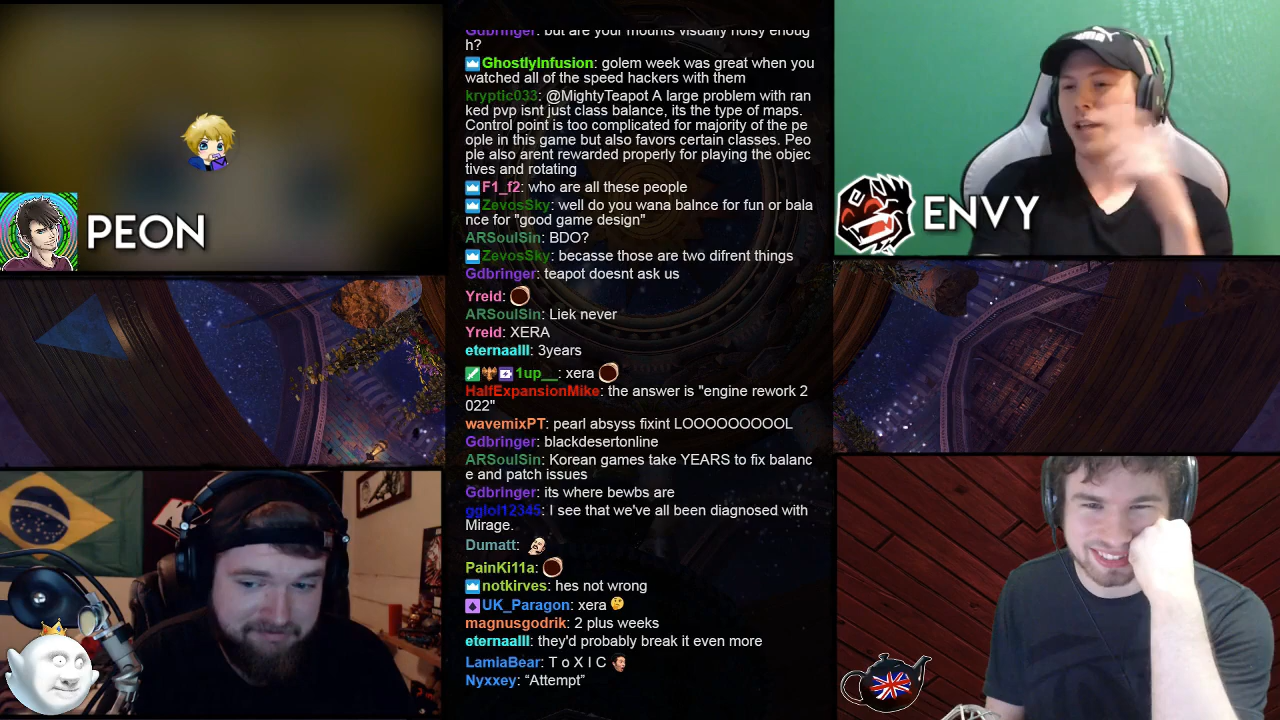 PEON
Gdbringer: but are your mounts visually noisy enoug
h?
GhostlyInfusion: golem week was great when you
watched all of the speed hackers with them
kryptic033: @MightyTeapot A large problem with ran
ked pvp isnt just class balance, its the type of maps.
Control point is too complicated for majority of the pe
ople in this game but also favors certain classes. Peo
ple also arent rewarded properly for playing the objec
tives and rotating
F1_f2: who are all these people
ZevosSky: well do you wana balnce for fun or bala
nce for "good game design"
ARSoulSin: BDO?
ZevosSky: becasse those are two difrent things
Gdbringer: teapot doesnt ask us
Yreld:
ARSoulSin: Liek never
Yreld: XERA
eternaalll: 3years
1up__: xera
HalfExpansionMike: the answer is "engine rework 2
022"
wavemixPT: pearl absyss fixint LOOOOOOOOOL
Gdbringer: blackdesertonline
ARSoulSin: Korean games take YEARS to fix balanc
e and patch issues
Gdbringer: its where bewbs are
gglol12345: I see that we've all been diagnosed with
Mirage.
Dumatt:
PainKi11a:
notkirves: hes not wrong
UK_Paragon: xera
magnusgodrik: 2 plus weeks
eternaalll: they'd probably break it even more
LamiaBear: T o X I C
Nyxxey: “Attempt”
ENVY